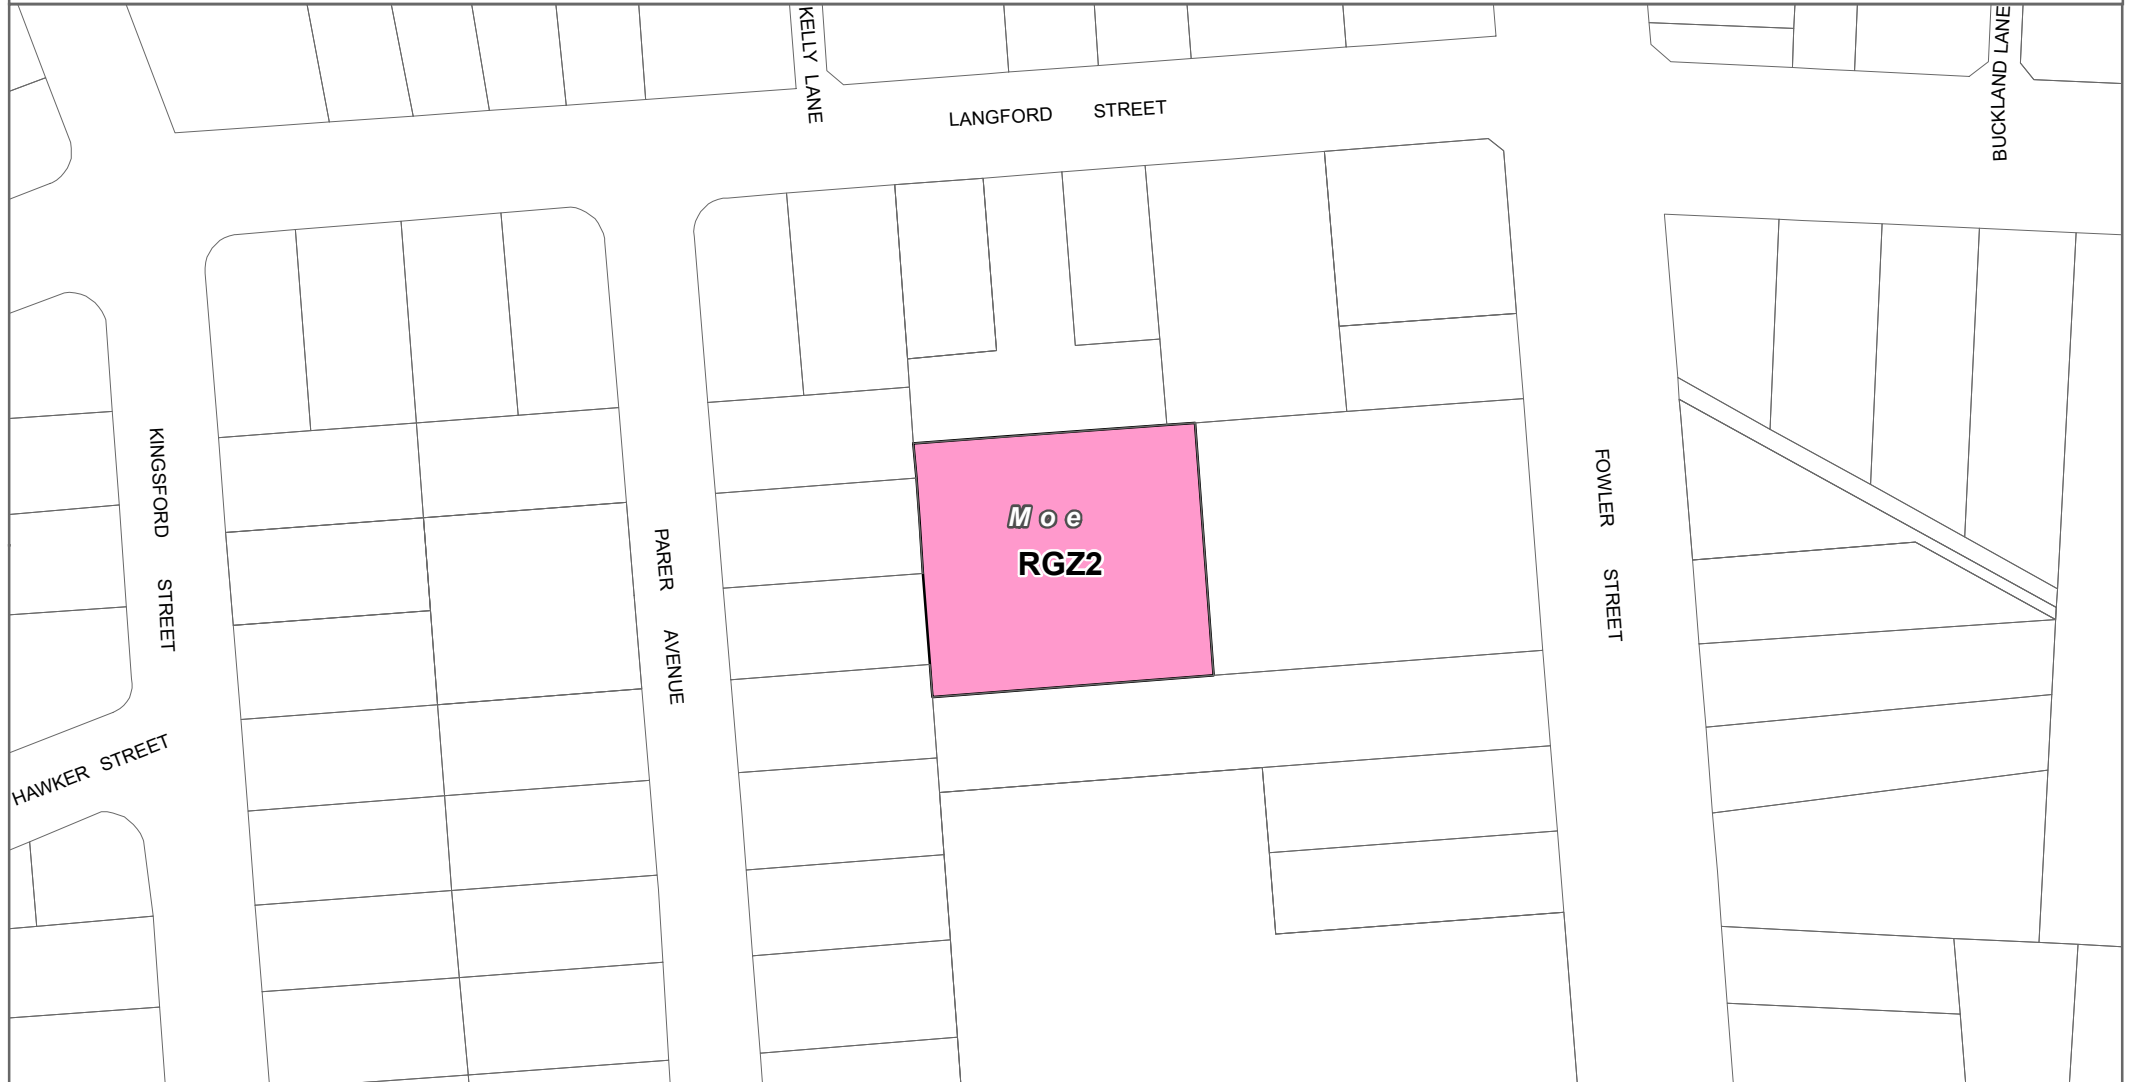 KELLY LANE
BUCKLAND LANE
LANGFORD STREET
KINGSFORD STREET
PARER AVENUE
FOWLER STREET
Moe
RGZ2
HAWKER STREET